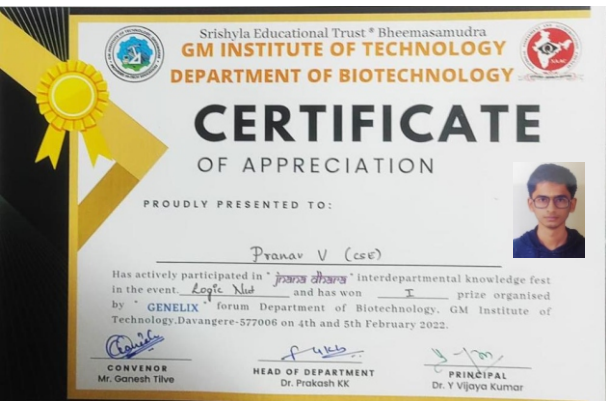 Srishyla Educational Trust * Bheemasamudra
GM INSTITUTE OF TECHNOLOGY
DEPARTMENT OF BIOTECHNOLOGY
NAAC
CERTIFICATE
OF APPRECIATION
PROUDLY PRESENTED TO:
Pranav V (CSE)
Has actively participated in " jnana dhara " interdepartmental knowledge fest
in the event. Logic Nut and has won I prize organised
by " GENELIX " forum Department of Biotechnology, GM Institute of
Technology,Davangere-577006 on 4th and 5th February 2022.
CONVENOR
Mr. Ganesh Tilve
HEAD OF DEPARTMENT
Dr. Prakash KK
PRINCIPAL
Dr. Y Vijaya Kumar